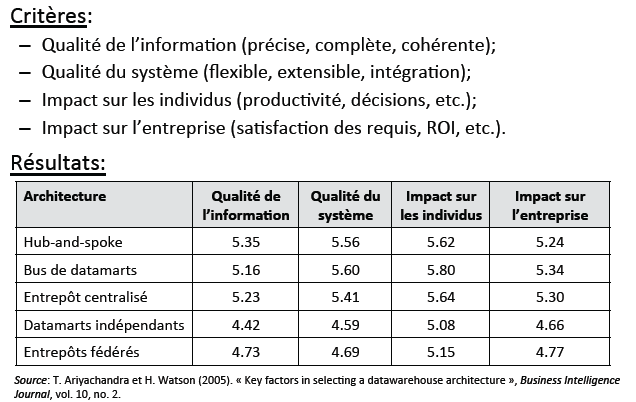 Critères:
– Qualité de l’information (précise, complète, cohérente);
– Qualité du système (flexible, extensible, intégration);
– Impact sur les individus (productivité, décisions, etc.);
– Impact sur l’entreprise (satisfaction des requis, ROI, etc.).
Résultats:
Architecture Qualité de l’information Qualité du système Impact sur les individus Impact sur l’entreprise
Hub-and-spoke 5.35 5.56 5.62 5.24
Bus de datamarts 5.16 5.60 5.80 5.34
Entrepôt centralisé 5.23 5.41 5.64 5.30
Datamarts indépendants 4.42 4.59 5.08 4.66
Entrepôts fédérés 4.73 4.69 5.15 4.77
Source: T. Ariyachandra et H. Watson (2005). « Key factors in selecting a datawarehouse architecture », Business Intelligence
Journal, vol. 10, no. 2.